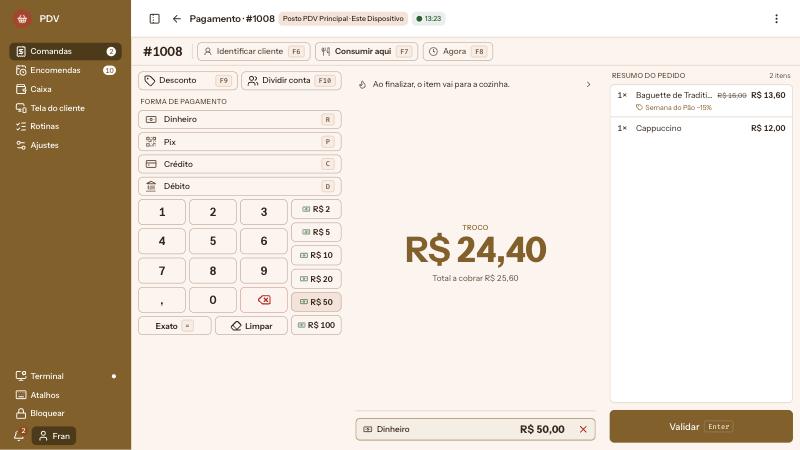 PDV
Comandas 2
Encomendas 10
Caixa
Tela do cliente
Rotinas
Ajustes
Terminal
Atalhos
Bloquear
2 Fran
Pagamento · #1008 Posto PDV Principal · Este Dispositivo 13:23
#1008 Identificar cliente F6 Consumir aqui F7 Agora F8
Desconto F9 Dividir conta F10
FORMA DE PAGAMENTO
Dinheiro R
Pix P
Crédito C
Débito D
1 2 3 R$ 2
4 5 6 R$ 5
R$ 10
7 8 9 R$ 20
, 0 R$ 50
Exato = Limpar R$ 100
Ao finalizar, o item vai para a cozinha.
TROCO
R$ 24,40
Total a cobrar R$ 25,60
Dinheiro R$ 50,00
RESUMO DO PEDIDO 2 itens
1× Baguete de Traditi... R$ 16,00 R$ 13,60
Semana do Pão −15%
1× Cappuccino R$ 12,00
Validar Enter